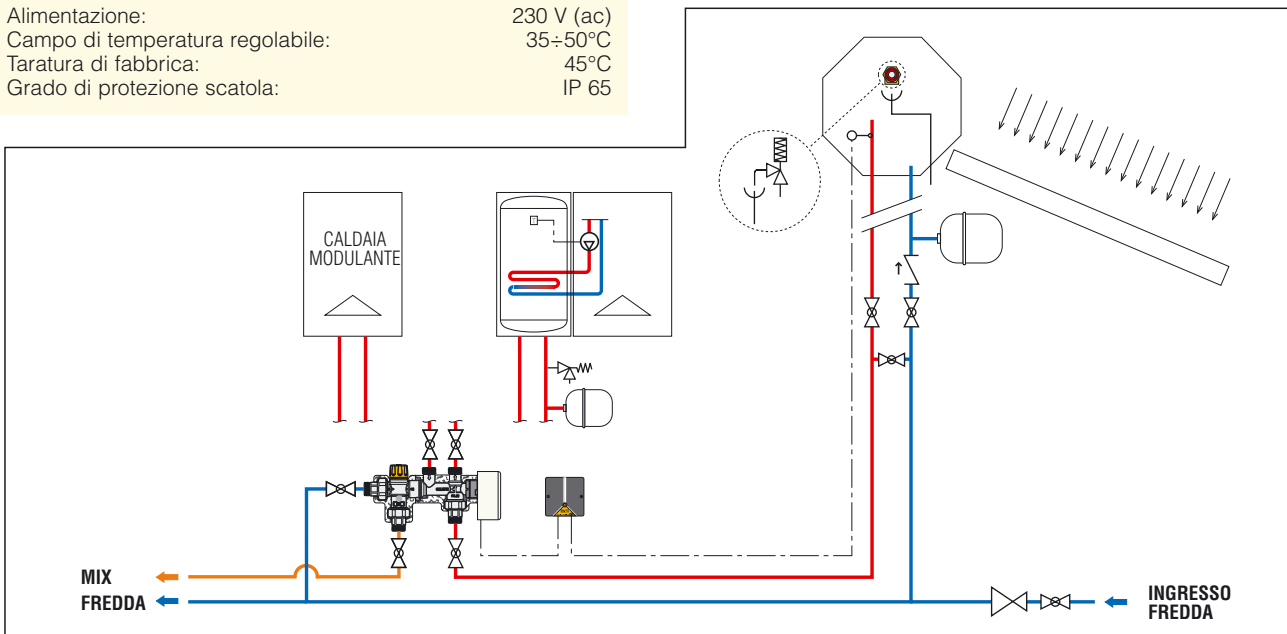 Alimentazione: 230 V (ac)
Campo di temperatura regolabile: 35÷50°C
Taratura di fabbrica: 45°C
Grado di protezione scatola: IP 65
CALDAIA
MODULANTE
MIX
FREDDA
INGRESSO
FREDDA